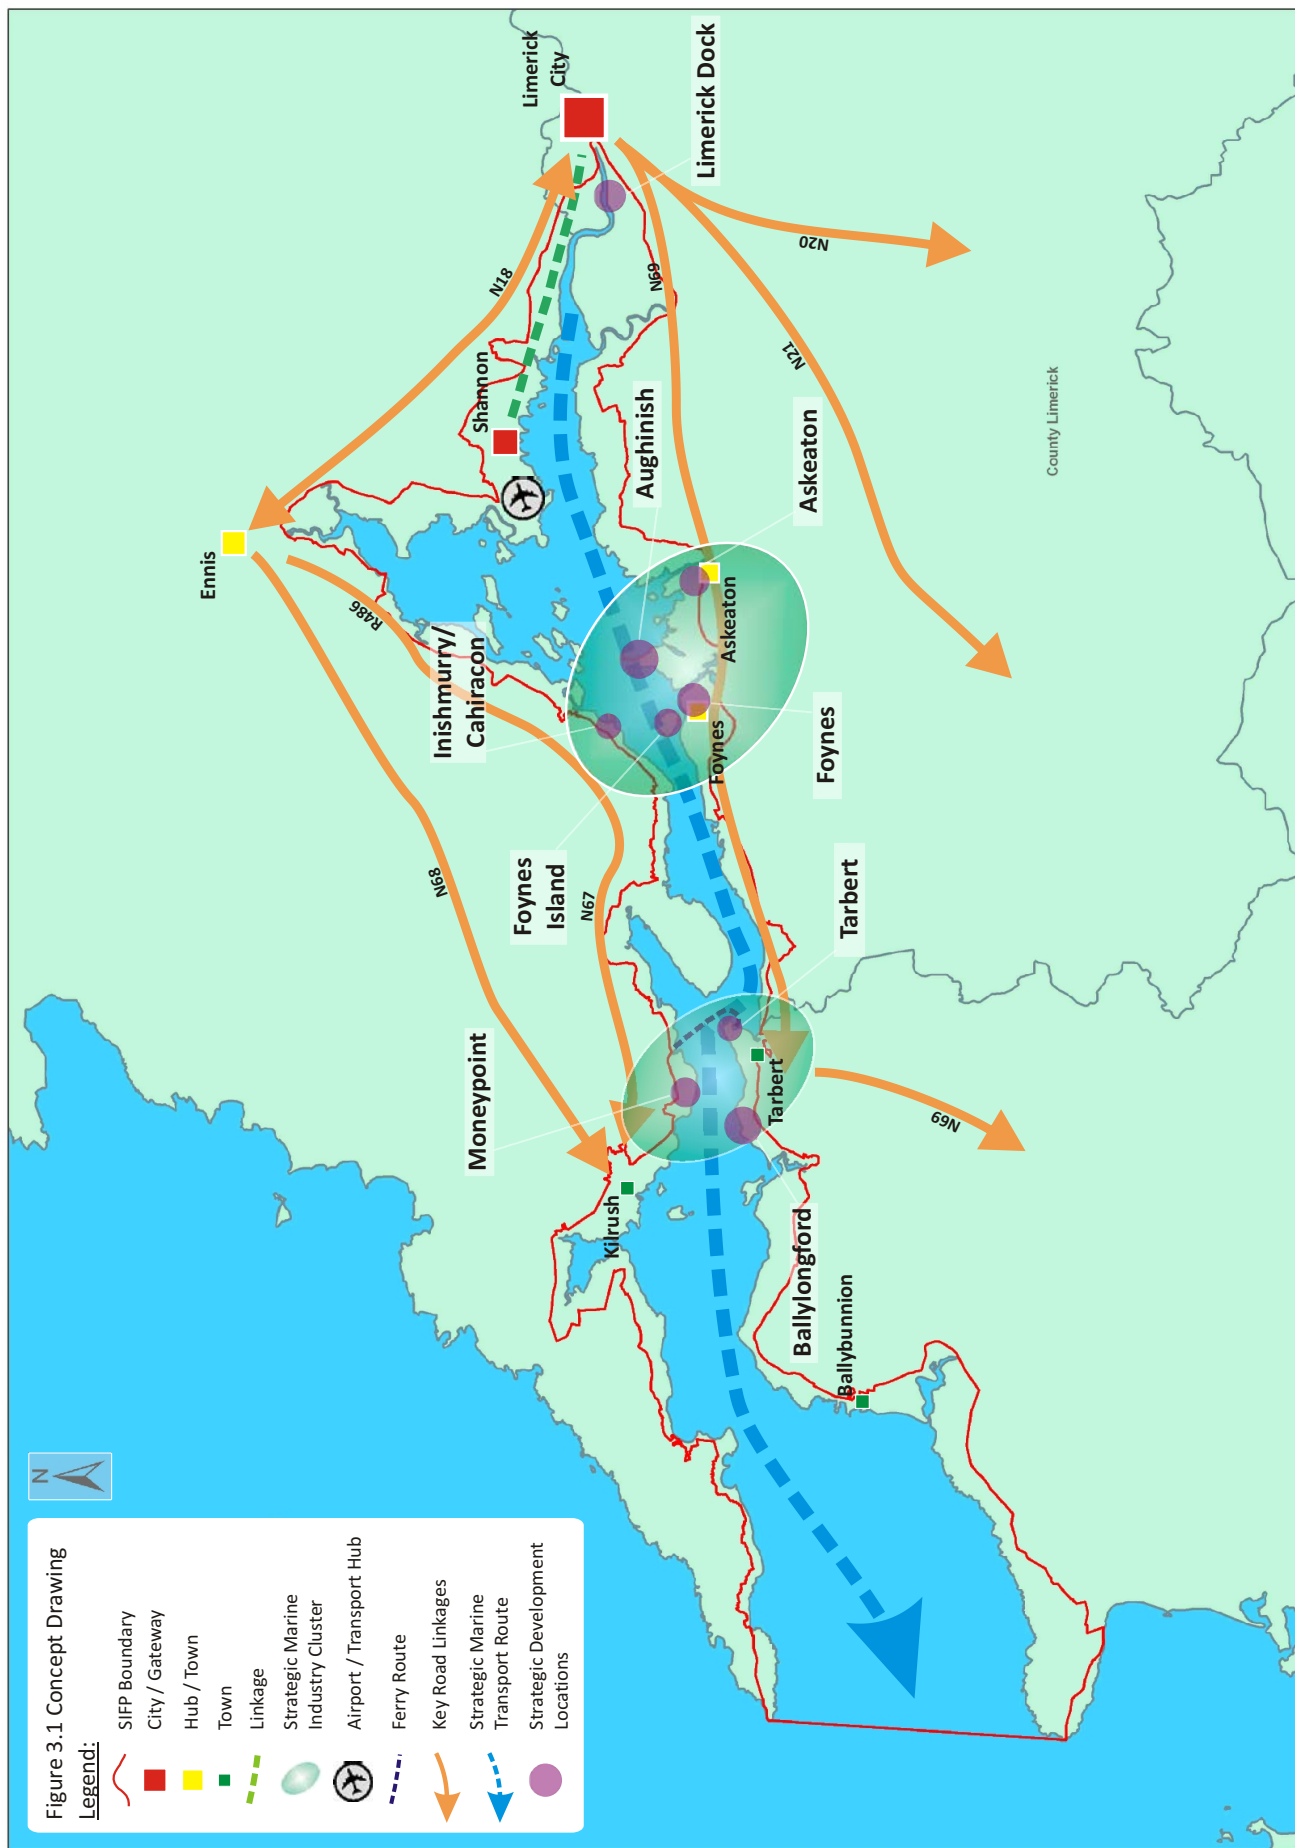 Figure 3.1 Concept Drawing
Legend:
SIFP Boundary
City / Gateway
Hub / Town
Town
Linkage
Strategic Marine
Industry Cluster
Airport / Transport Hub
Ferry Route
Key Road Linkages
Strategic Marine
Transport Route
Strategic Development
Locations
N
Ennis
N18
R486
N68
Limerick
City
Shannon
Limerick Dock
Inishmurry/
Cahiracon
Aughinish
N69
N20
Moneypoint
Foynes
Island
N67
Askeaton
Askeaton
N21
Foynes
Foynes
Kilrush
Tarbert
Tarbert
N69
Ballylongford
Ballybunnion
County Limerick